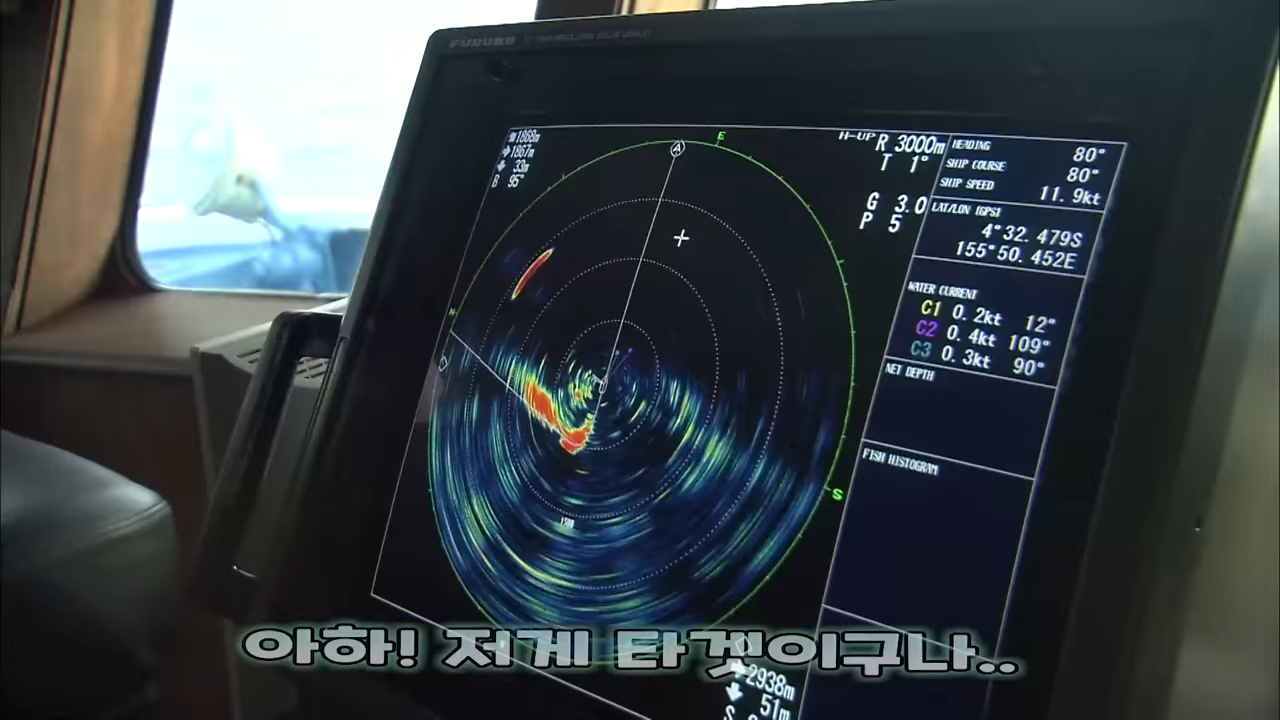 FURUNO
1868m
1867m
33m
B 95°
A
E
N
S
H-UP R 3000m
T 1°
G 3.0
P 5
HEADING 80°
SHIP COURSE 80°
SHIP SPEED 11.9kt
LAT/LON [GPS]
4°32.479S
155°50.452E
WATER CURRENT
C1 0.2kt 12°
C2 0.4kt 109°
C3 0.3kt 90°
NET DEPTH
FISH HISTOGRAM
아하! 저게 타겟이구나..
2938m
51m
S